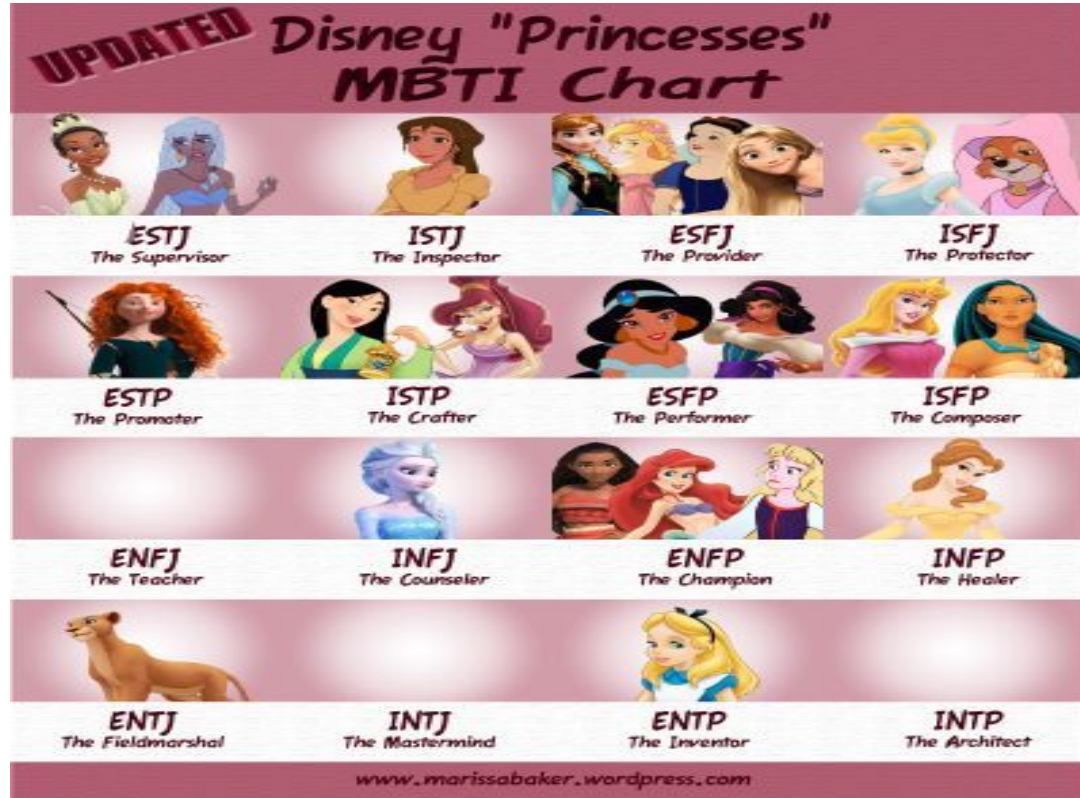 UPDATED
Disney "Princesses"
MBTI Chart
ESTJ
The Supervisor
ISTJ
The Inspector
ESFJ
The Provider
ISFJ
The Protector
ESTP
The Promoter
ISTP
The Crafter
ESFP
The Performer
ISFP
The Composer
ENFJ
The Teacher
INFJ
The Counseler
ENFP
The Champion
INFP
The Healer
ENTJ
The Fieldmarshal
INTJ
The Mastermind
ENTP
The Inventor
INTP
The Architect
www.marissabaker.wordpress.com